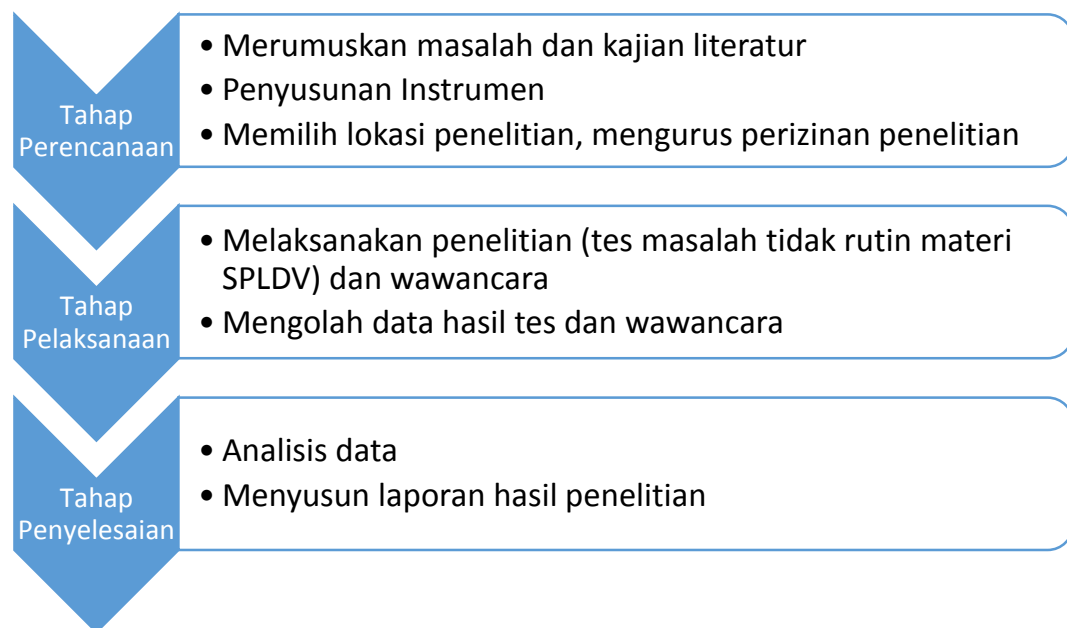 Tahap
Perencanaan
• Merumuskan masalah dan kajian literatur
• Penyusunan Instrumen
• Memilih lokasi penelitian, mengurus perizinan penelitian
Tahap
Pelaksanaan
• Melaksanakan penelitian (tes masalah tidak rutin materi
SPLDV) dan wawancara
• Mengolah data hasil tes dan wawancara
Tahap
Penyelesaian
• Analisis data
• Menyusun laporan hasil penelitian